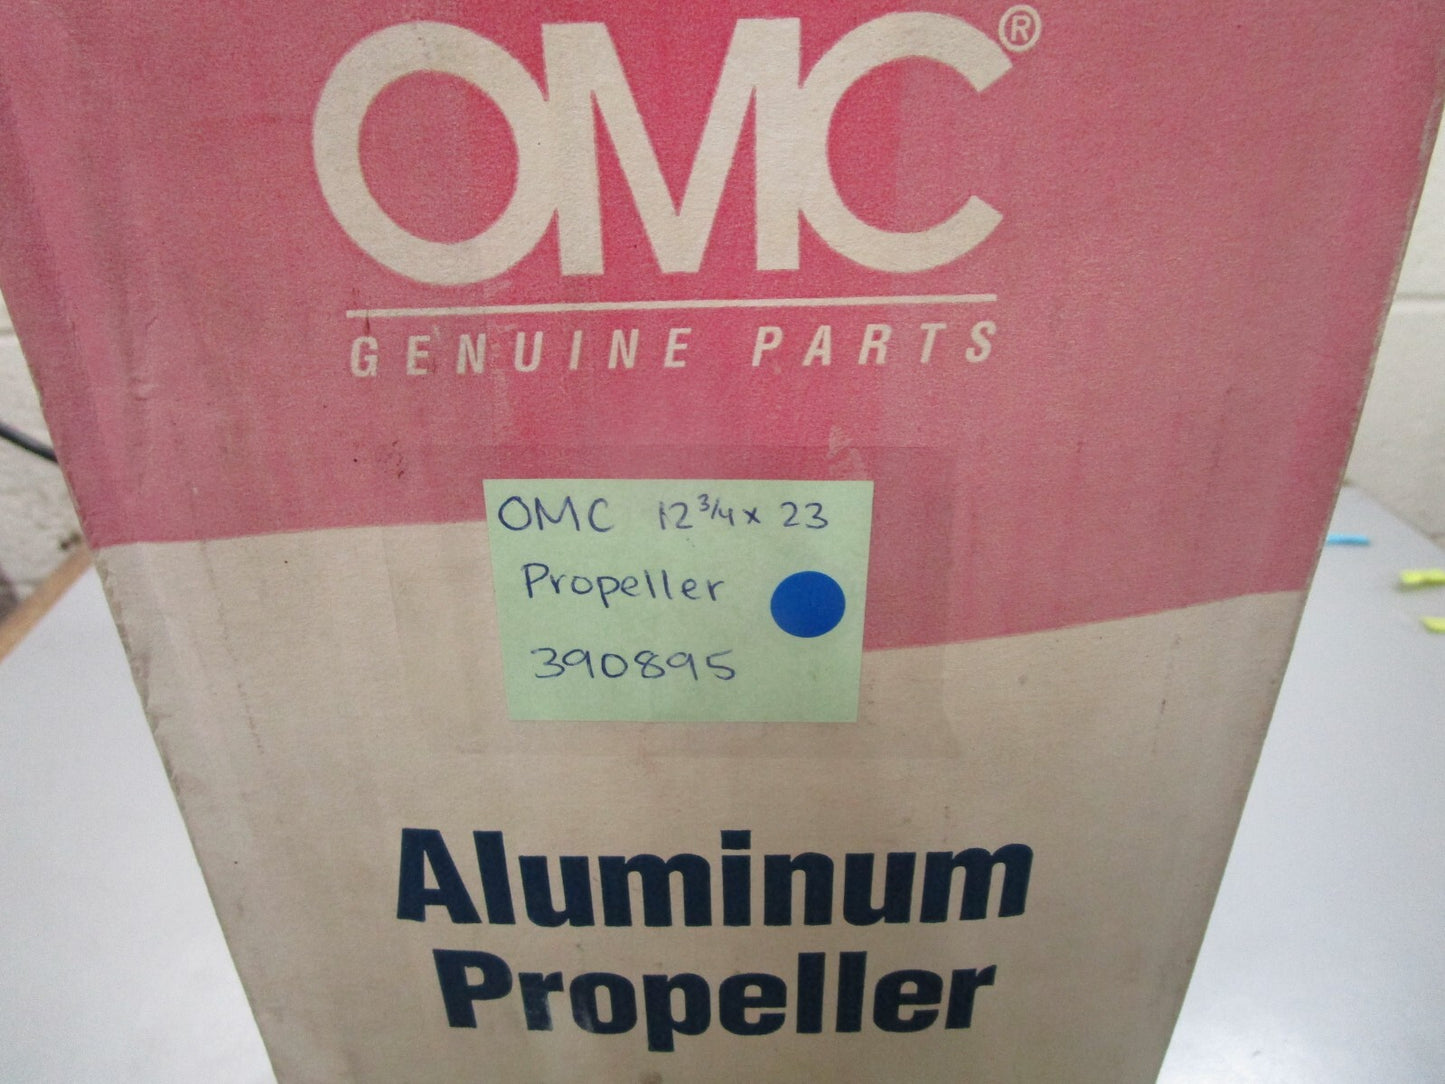 OMC®
GENUINE PARTS
OMC 12 3/4 x 23
Propeller
390895
Aluminum
Propeller